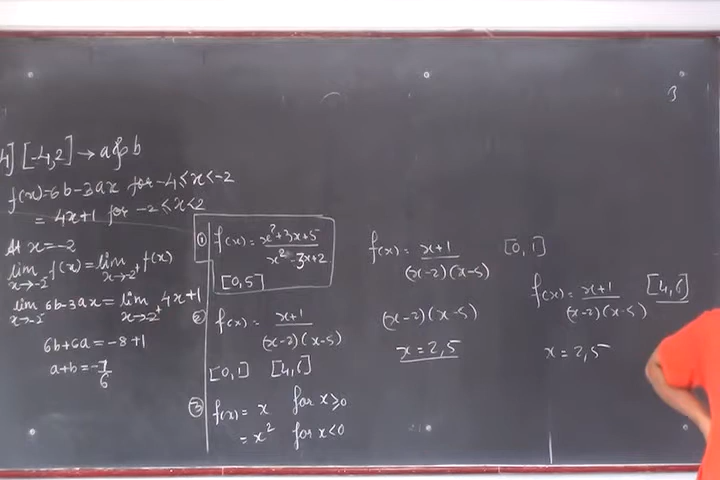 4] [-4,2] → a & b
f(x)=6b-3ax for -4<x<-2
= 4x+1 for -2<x<2
At x=-2
lim x→-2⁻ f(x) = lim x→-2⁺ f(x)
lim x→-2⁻ 6b-3ax = lim x→-2⁺ 4x+1
6b+6a = -8+1
a+b = -7/6
① f(x) = (x²+3x+5)/(x²-3x+2)
[0,5]
② f(x) = (x+1)/((x-2)(x-5))
[0,1] [4,6]
③ f(x) = x for x≥0
= x² for x<0
f(x) = (x+1)/((x-2)(x-5)) [0,1]
(x-2)(x-5)
x = 2,5
f(x) = (x+1)/((x-2)(x-5)) [4,6]
x = 2,5
3